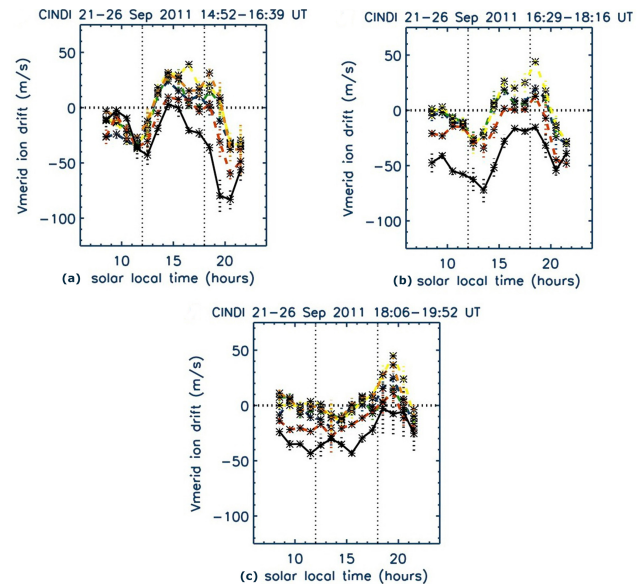 CINDI 21-26 Sep 2011 14:52-16:39 UT
50
0
-50
-100
Vmerid ion drift (m/s)
10 15 20
(a) solar local time (hours)
CINDI 21-26 Sep 2011 16:29-18:16 UT
50
0
-50
-100
Vmerid ion drift (m/s)
10 15 20
(b) solar local time (hours)
CINDI 21-26 Sep 2011 18:06-19:52 UT
50
0
-50
-100
Vmerid ion drift (m/s)
10 15 20
(c) solar local time (hours)